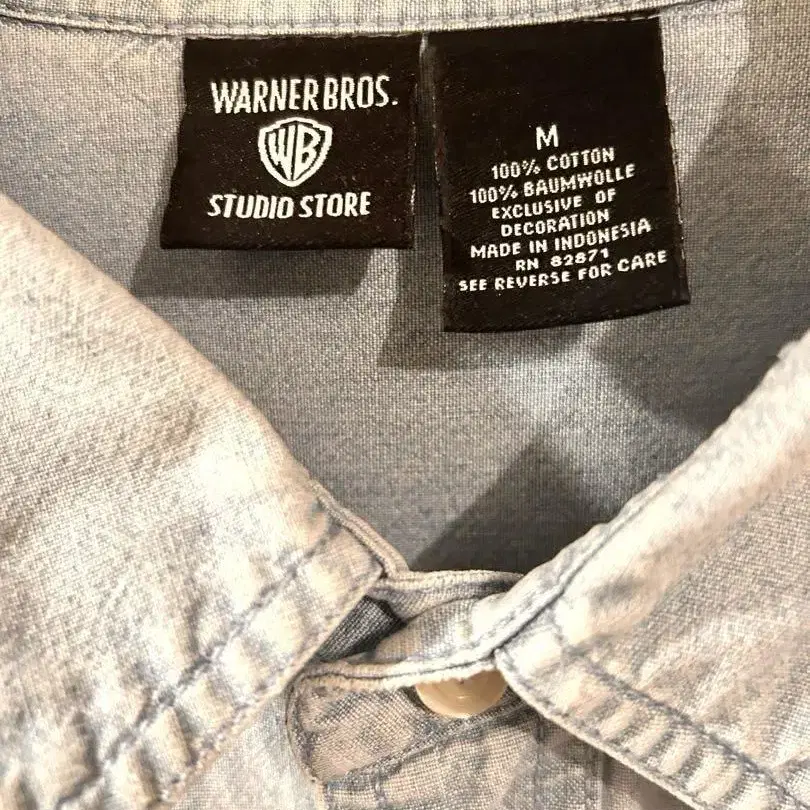 WARNER BROS.
WB
STUDIO STORE
M
100% COTTON
100% BAUMWOLLE
EXCLUSIVE OF
DECORATION
MADE IN INDONESIA
RN 82871
SEE REVERSE FOR CARE